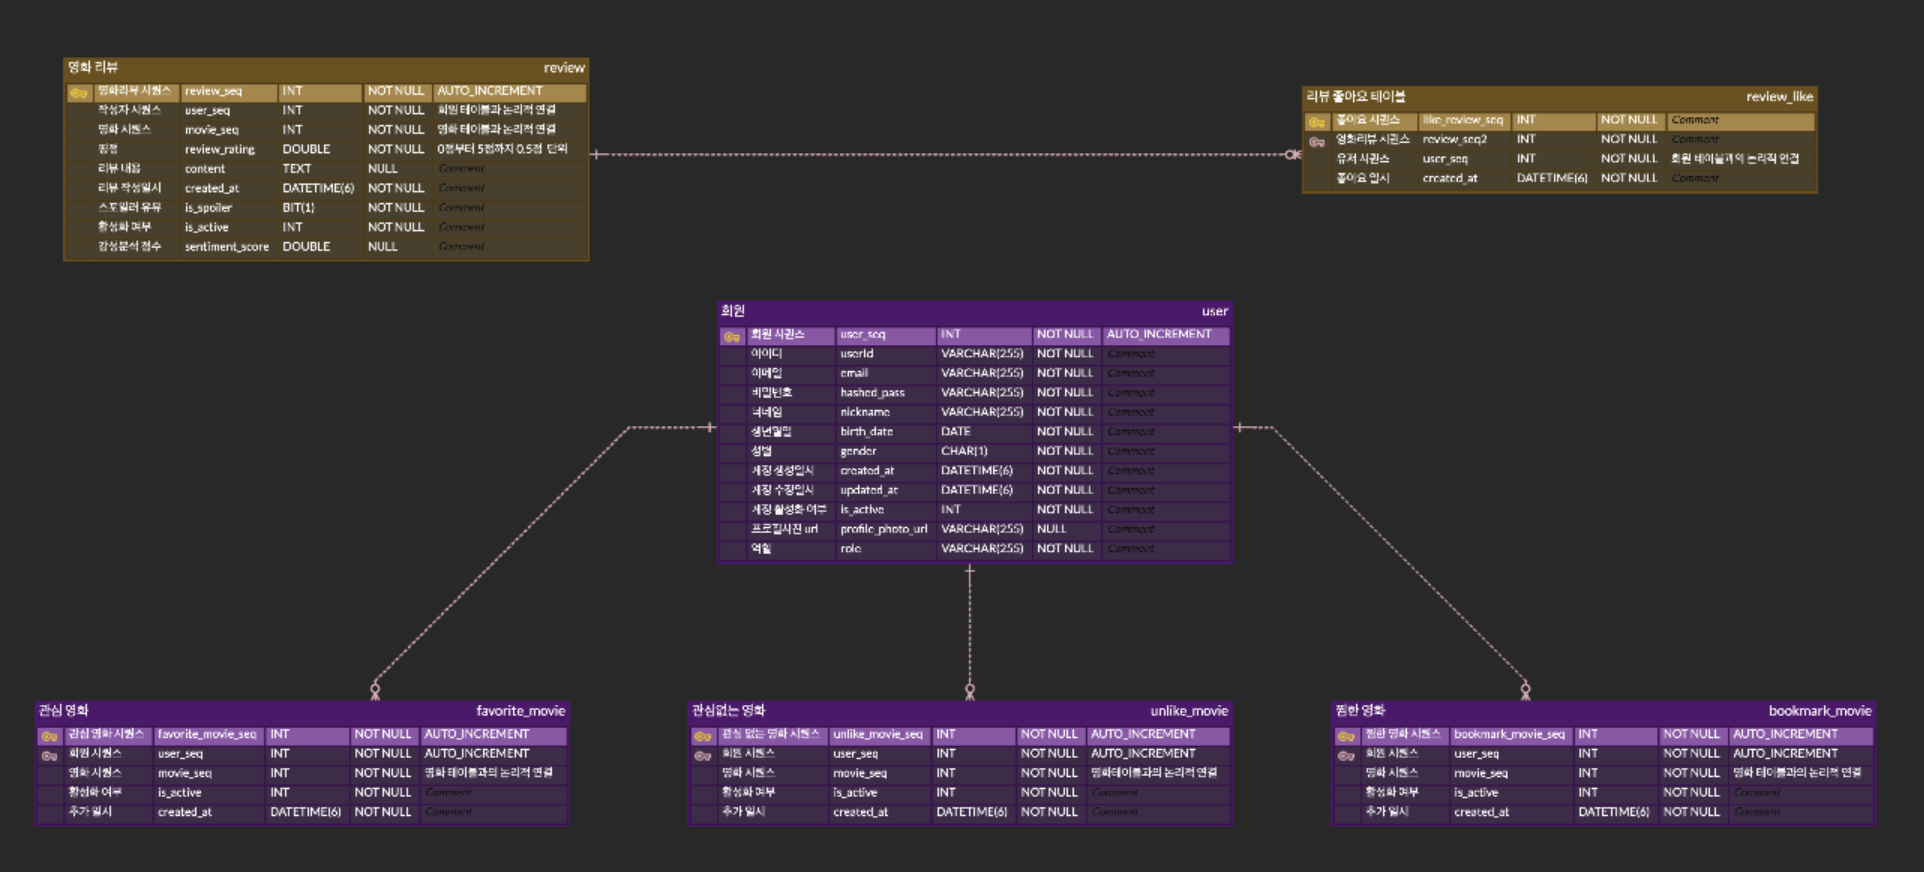 영화 리뷰 review
영화리뷰 시퀀스 review_seq INT NOT NULL AUTO_INCREMENT
작성자 시퀀스 user_seq INT NOT NULL 회원 테이블과 논리적 연결
영화 시퀀스 movie_seq INT NOT NULL 영화 테이블과 논리적 연결
평점 review_rating DOUBLE NOT NULL 0점부터 5점까지 0.5점 단위
리뷰 내용 content TEXT NULL Comment
리뷰 작성일시 created_at DATETIME(6) NOT NULL Comment
스포일러 유무 is_spoiler BIT(1) NOT NULL Comment
활성화 여부 is_active INT NOT NULL Comment
감성분석 점수 sentiment_score DOUBLE NULL Comment
리뷰 좋아요 테이블 review_like
좋아요 시퀀스 like_review_seq INT NOT NULL Comment
영화리뷰 시퀀스 review_seq2 INT NOT NULL Comment
유저 시퀀스 user_seq INT NOT NULL 회원 테이블과의 논리적 연결
좋아요 일시 created_at DATETIME(6) NOT NULL Comment
회원 user
회원 시퀀스 user_seq INT NOT NULL AUTO_INCREMENT
아이디 userId VARCHAR(255) NOT NULL Comment
이메일 email VARCHAR(255) NOT NULL Comment
비밀번호 hashed_pass VARCHAR(255) NOT NULL Comment
닉네임 nickname VARCHAR(255) NOT NULL Comment
생년월일 birth_date DATE NOT NULL Comment
성별 gender CHAR(1) NOT NULL Comment
계정 생성일시 created_at DATETIME(6) NOT NULL Comment
계정 수정일시 updated_at DATETIME(6) NOT NULL Comment
계정 활성화 여부 is_active INT NOT NULL Comment
프로필사진 url profile_photo_url VARCHAR(255) NULL Comment
역할 role VARCHAR(255) NOT NULL Comment
관심 영화 favorite_movie
관심 영화 시퀀스 favorite_movie_seq INT NOT NULL AUTO_INCREMENT
회원 시퀀스 user_seq INT NOT NULL AUTO_INCREMENT
영화 시퀀스 movie_seq INT NOT NULL 영화 테이블과의 논리적 연결
활성화 여부 is_active INT NOT NULL Comment
추가 일시 created_at DATETIME(6) NOT NULL Comment
관심없는 영화 unlike_movie
관심 없는 영화 시퀀스 unlike_movie_seq INT NOT NULL AUTO_INCREMENT
회원 시퀀스 user_seq INT NOT NULL AUTO_INCREMENT
영화 시퀀스 movie_seq INT NOT NULL 영화테이블과의 논리적 연결
활성화 여부 is_active INT NOT NULL Comment
추가 일시 created_at DATETIME(6) NOT NULL Comment
찜한 영화 bookmark_movie
찜한 영화 시퀀스 bookmark_movie_seq INT NOT NULL AUTO_INCREMENT
회원 시퀀스 user_seq INT NOT NULL AUTO_INCREMENT
영화 시퀀스 movie_seq INT NOT NULL 영화 테이블과의 논리적 연결
활성화 여부 is_active INT NOT NULL Comment
추가 일시 created_at DATETIME(6) NOT NULL Comment